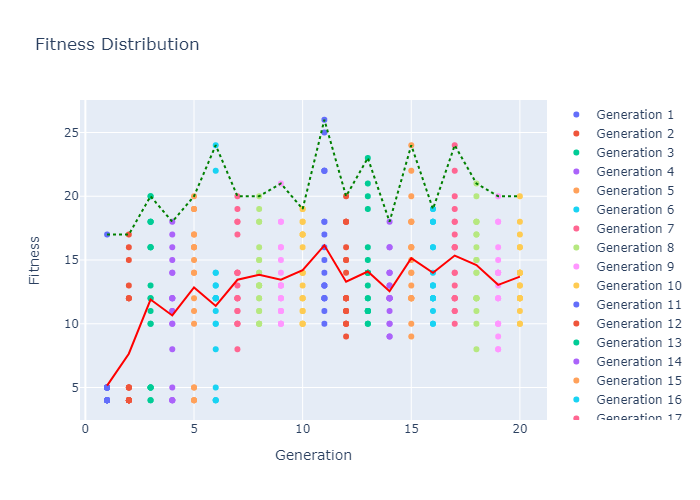 Fitness Distribution
Fitness
25
20
15
10
5
0
5
10
15
20
Generation
Generation 1
Generation 2
Generation 3
Generation 4
Generation 5
Generation 6
Generation 7
Generation 8
Generation 9
Generation 10
Generation 11
Generation 12
Generation 13
Generation 14
Generation 15
Generation 16
Generation 17